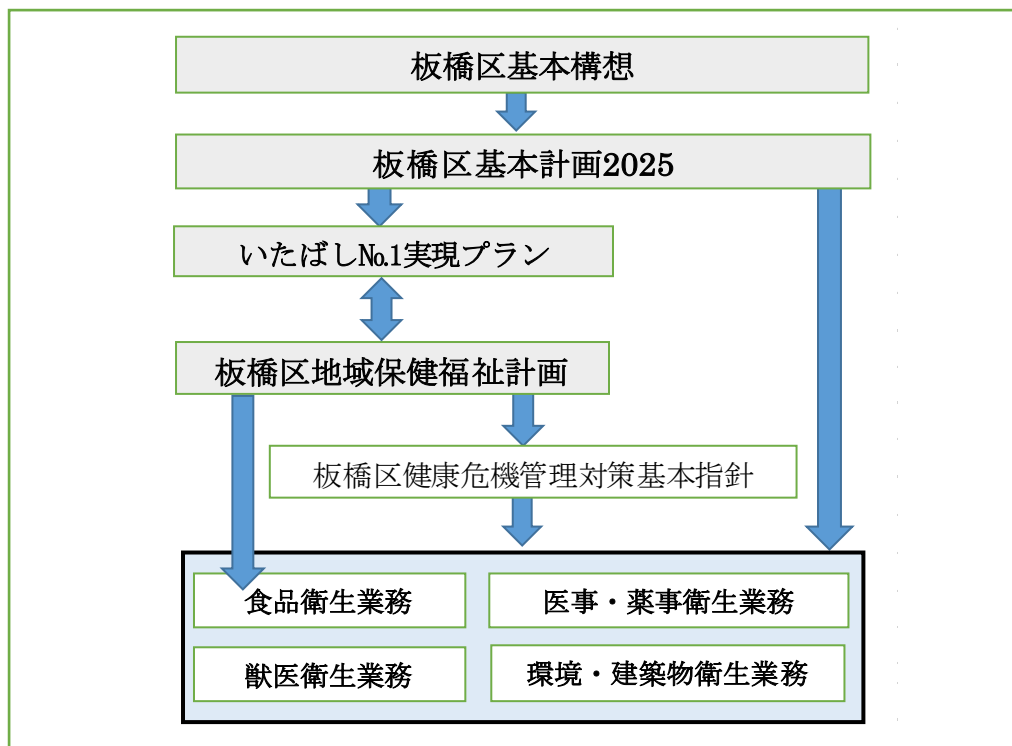 板橋区基本構想
板橋区基本計画2025
いたばし№1実現プラン
板橋区地域保健福祉計画
板橋区健康危機管理対策基本指針
食品衛生業務
医事・薬事衛生業務
獣医衛生業務
環境・建築物衛生業務